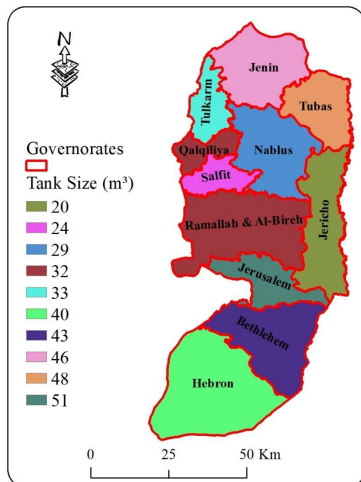 N
Jenin
Tulkarm
Tubas
Qalqiliya
Nablus
Salfit
Governorates
Tank Size (m³)
20
24
29
32
33
40
43
46
48
51
Ramallah & Al-Bireh
Jericho
Jerusalem
Bethlehem
Hebron
0 25 50 Km